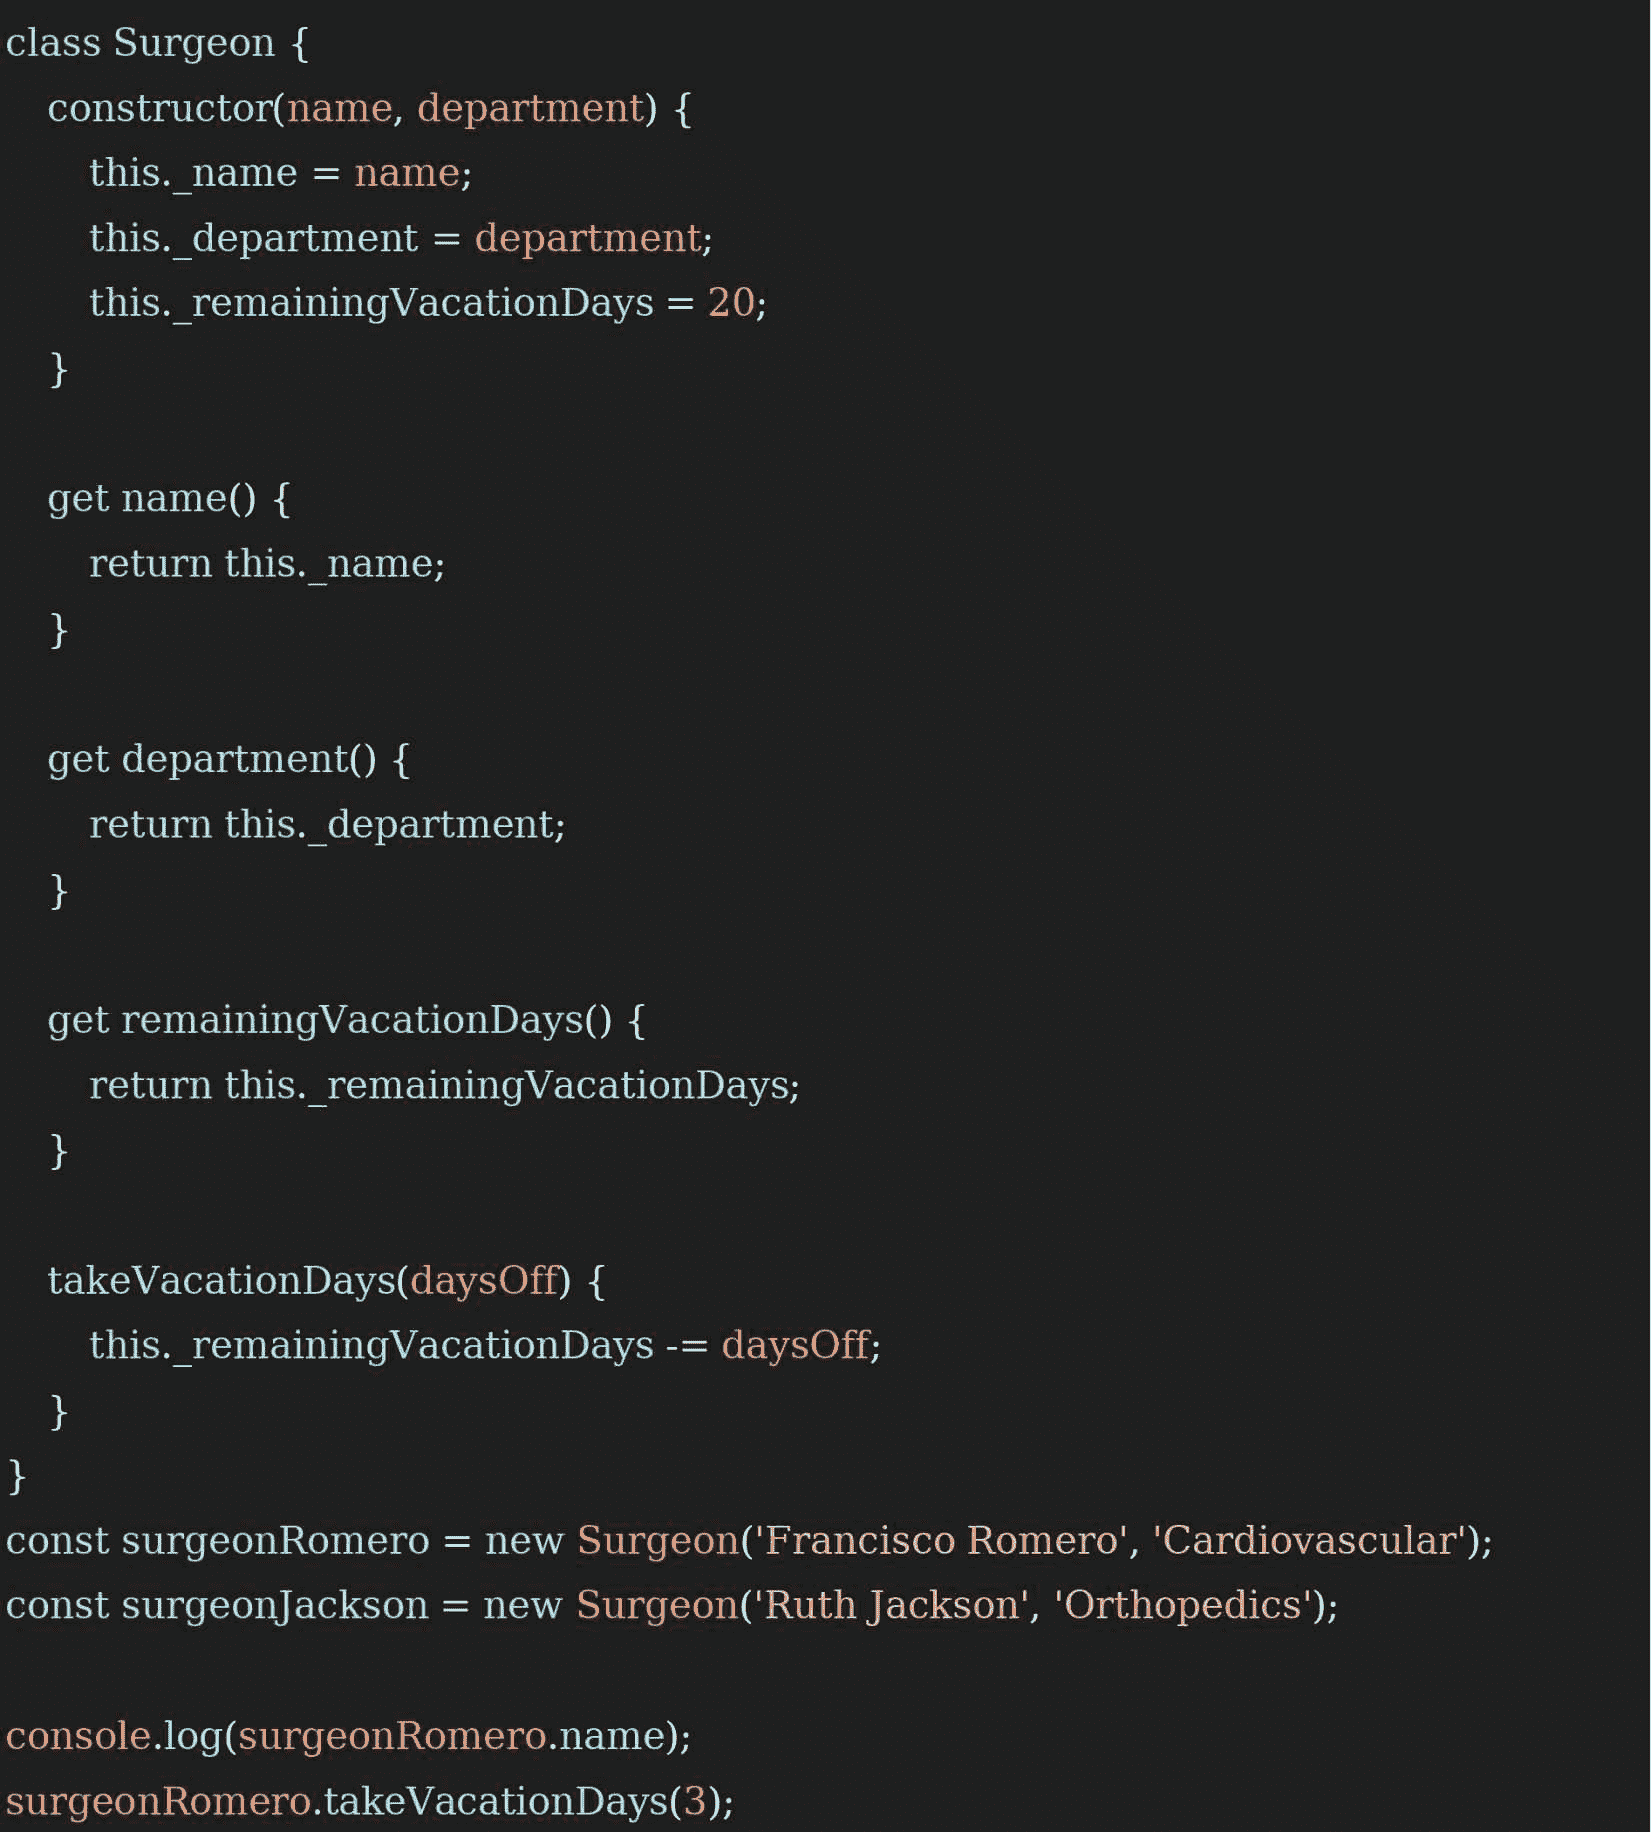 class Surgeon {
    constructor(name, department) {
        this._name = name;
        this._department = department;
        this._remainingVacationDays = 20;
    }

    get name() {
        return this._name;
    }

    get department() {
        return this._department;
    }

    get remainingVacationDays() {
        return this._remainingVacationDays;
    }

    takeVacationDays(daysOff) {
        this._remainingVacationDays -= daysOff;
    }
}
const surgeonRomero = new Surgeon('Francisco Romero', 'Cardiovascular');
const surgeonJackson = new Surgeon('Ruth Jackson', 'Orthopedics');

console.log(surgeonRomero.name);
surgeonRomero.takeVacationDays(3);